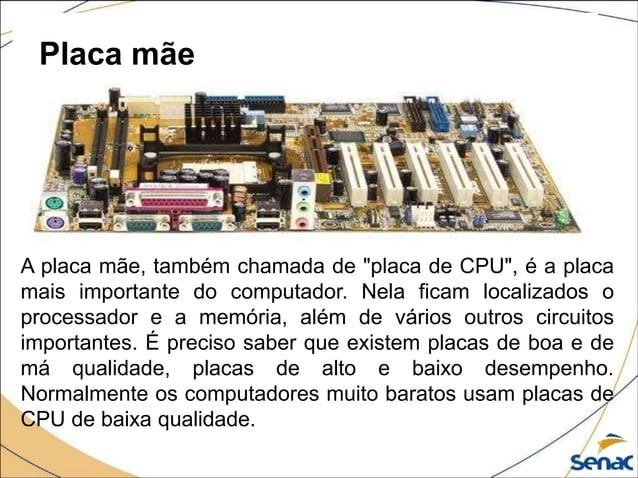 Placa mãe
A placa mãe, também chamada de "placa de CPU", é a placa
mais importante do computador. Nela ficam localizados o
processador e a memória, além de vários outros circuitos
importantes. É preciso saber que existem placas de boa e de
má qualidade, placas de alto e baixo desempenho.
Normalmente os computadores muito baratos usam placas de
CPU de baixa qualidade.
Senac